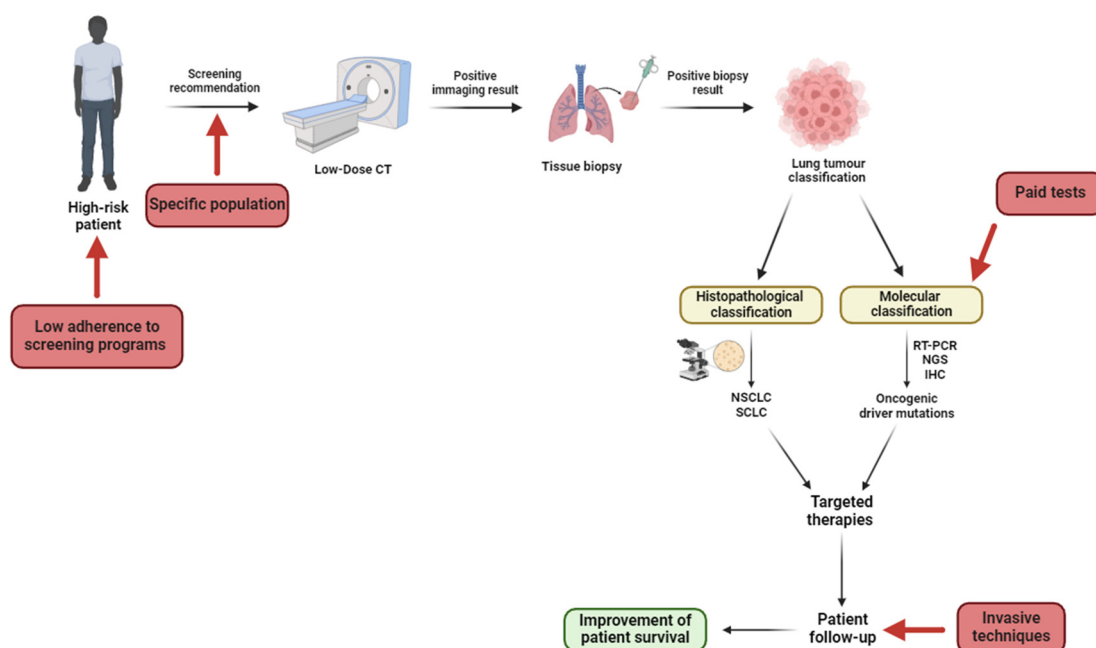 Screening
recommendation
Positive
immaging result
Positive biopsy
result
Low-Dose CT
Tissue biopsy
Lung tumour
classification
High-risk
patient
Specific population
Paid tests
Low adherence to
screening programs
Histopathological
classification
Molecular
classification
RT-PCR
NGS
IHC
NSCLC
SCLC
Oncogenic
driver mutations
Targeted
therapies
Improvement of
patient survival
Patient
follow-up
Invasive
techniques